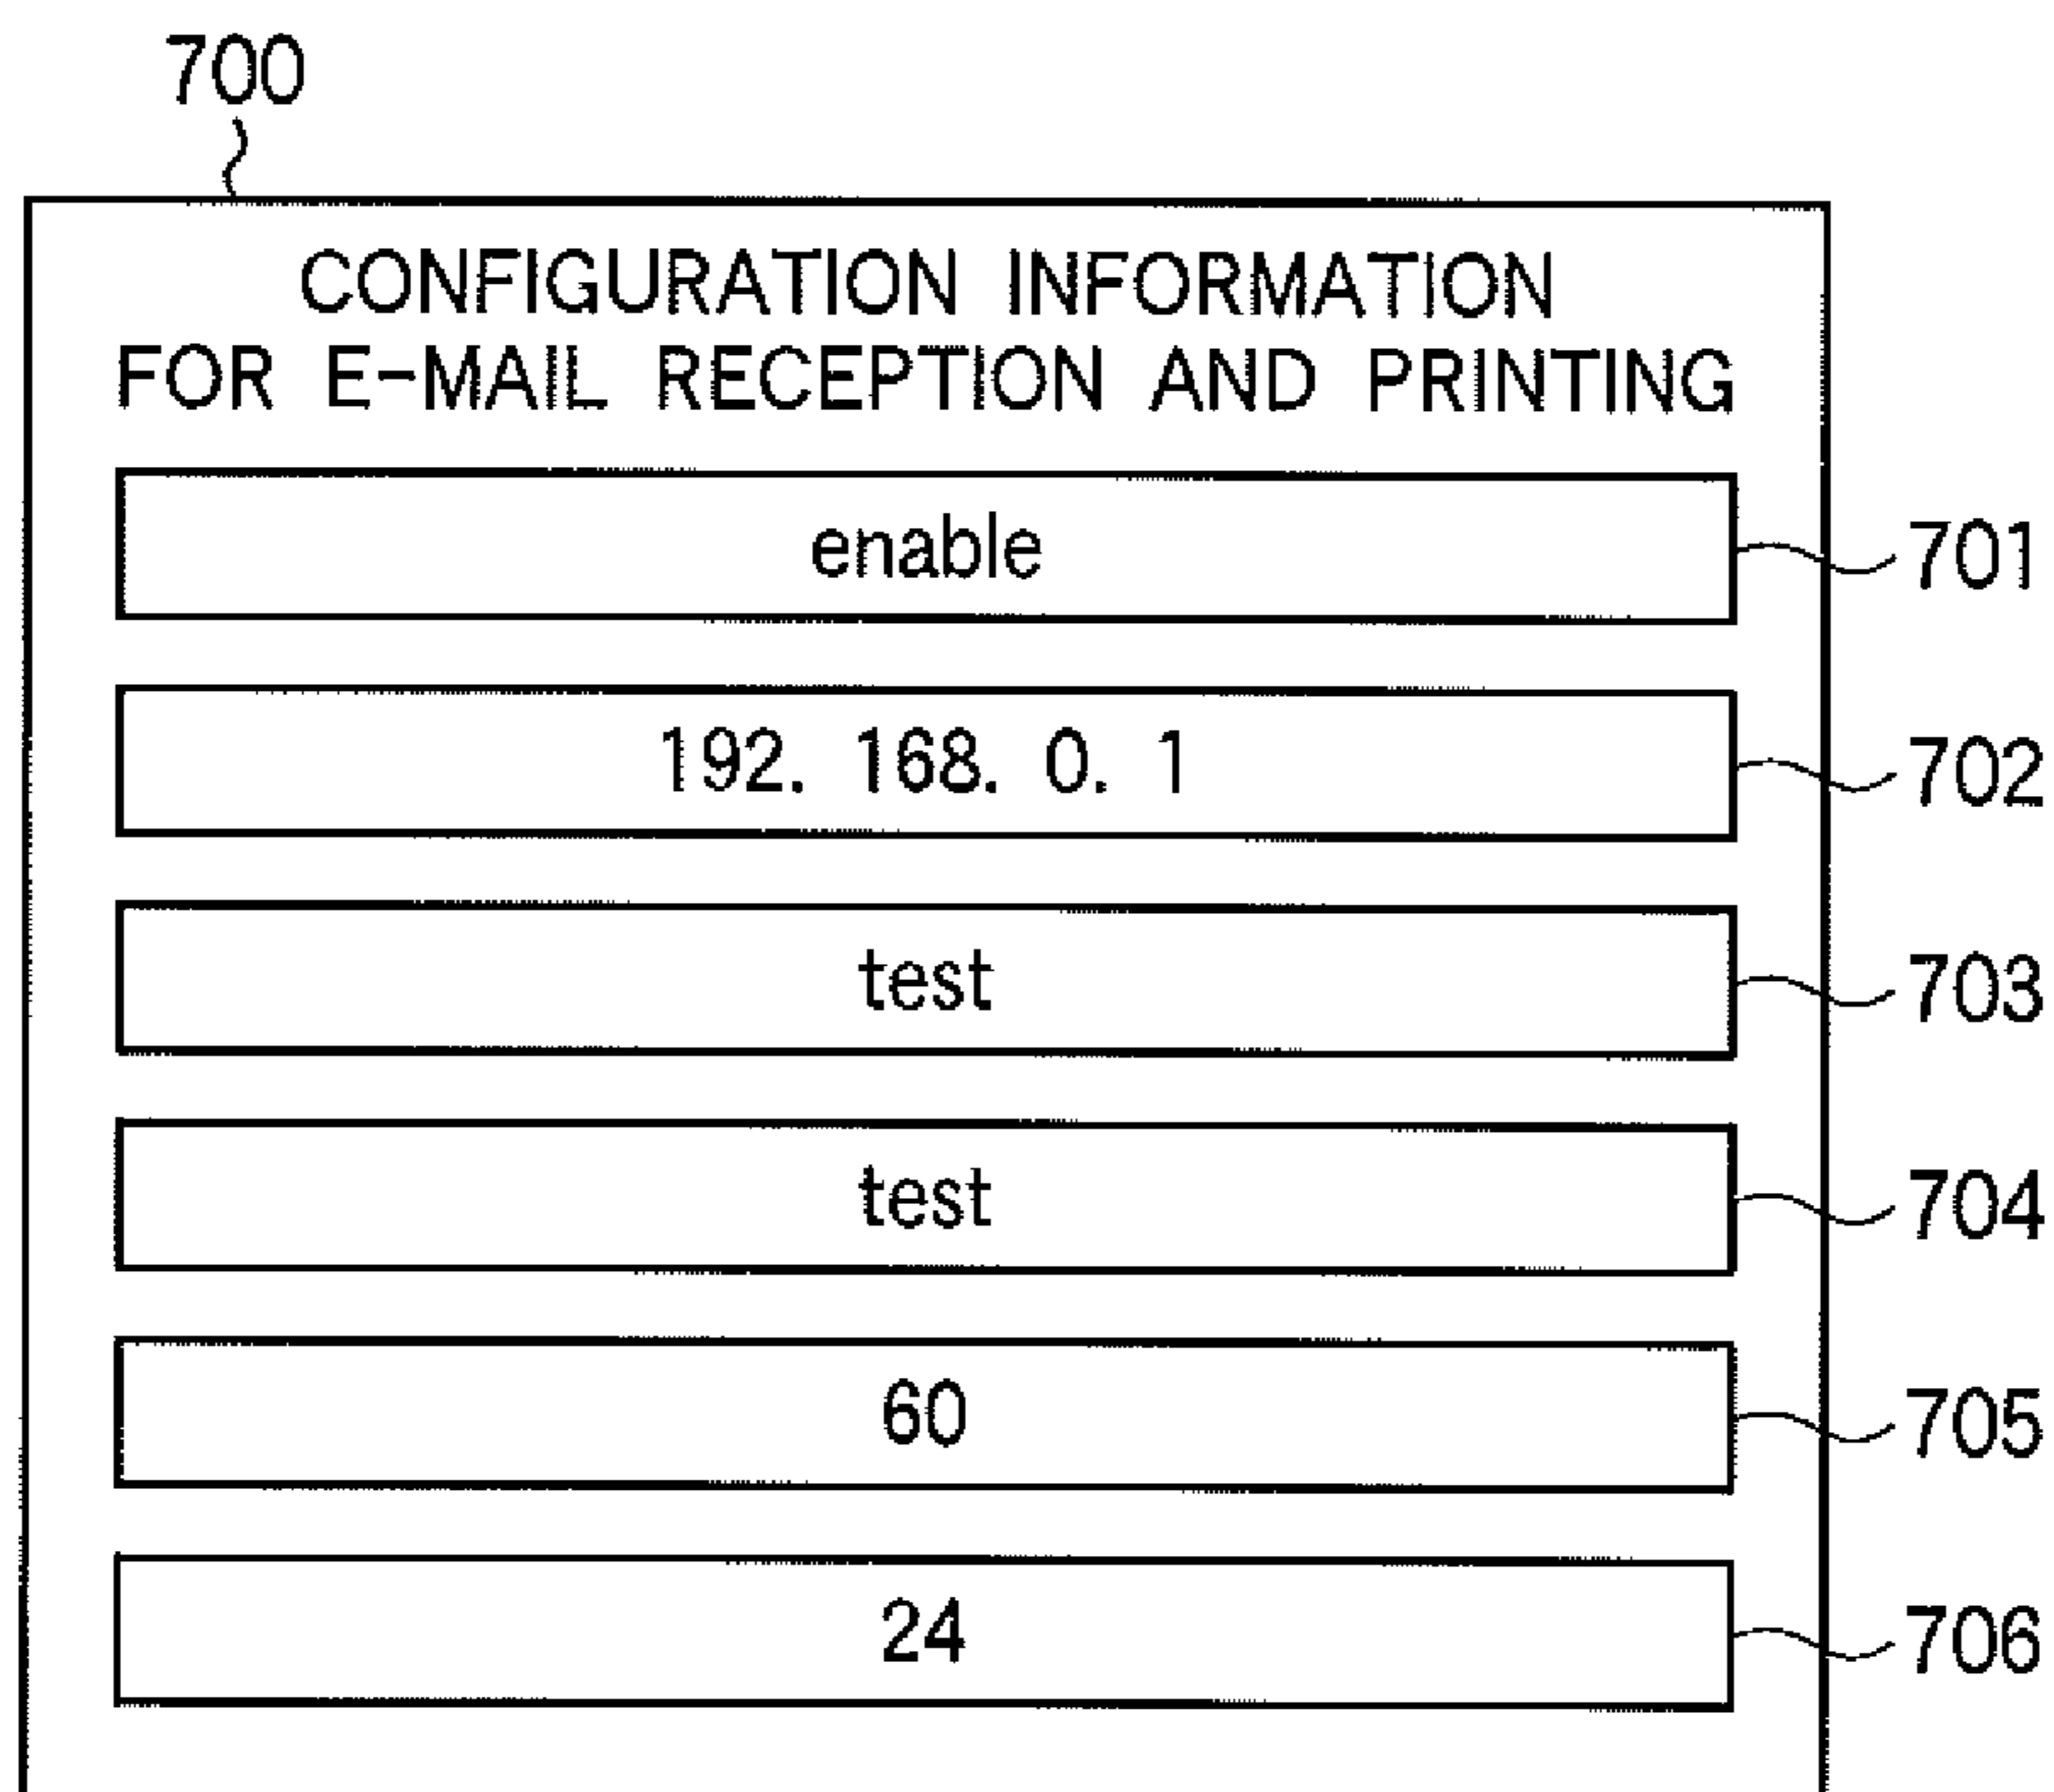 700
CONFIGURATION INFORMATION
FOR E-MAIL RECEPTION AND PRINTING
enable 701
192. 168. 0. 1 702
test 703
test 704
60 705
24 706